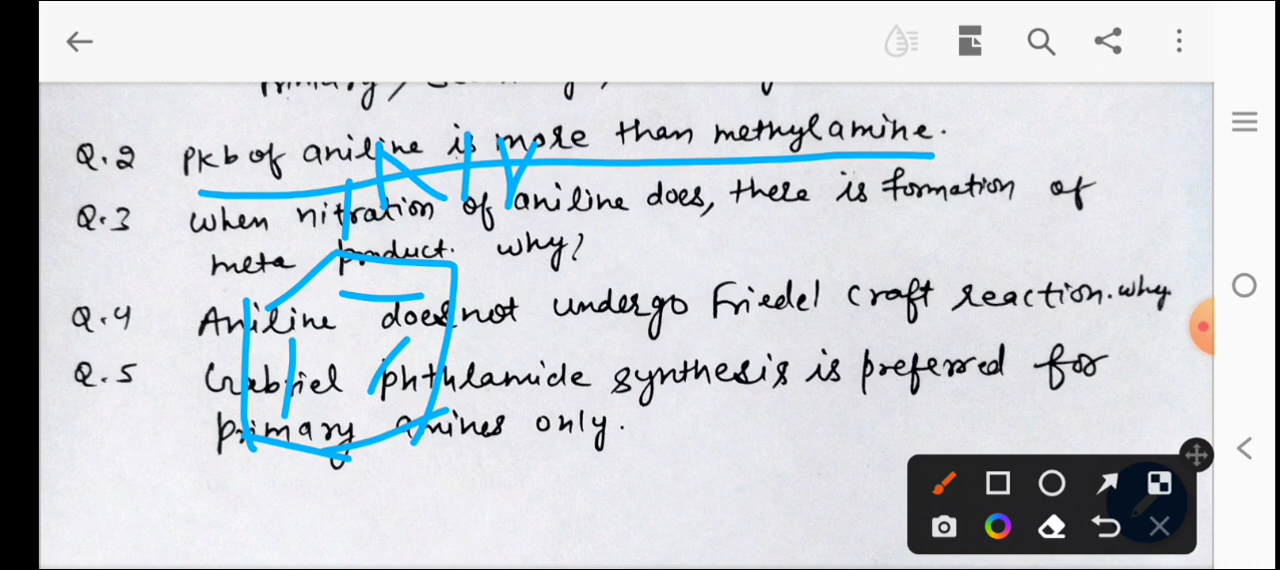 Q.2 Pkb of aniline is more than methylamine.
Q.3 when nitration of aniline does, there is formation of
meta product. why?
Q.4 Aniline does not undergo Friedel craft reaction. why.
Q.5 Gabriel phthlamide synthesis is preferred for
primary amines only.